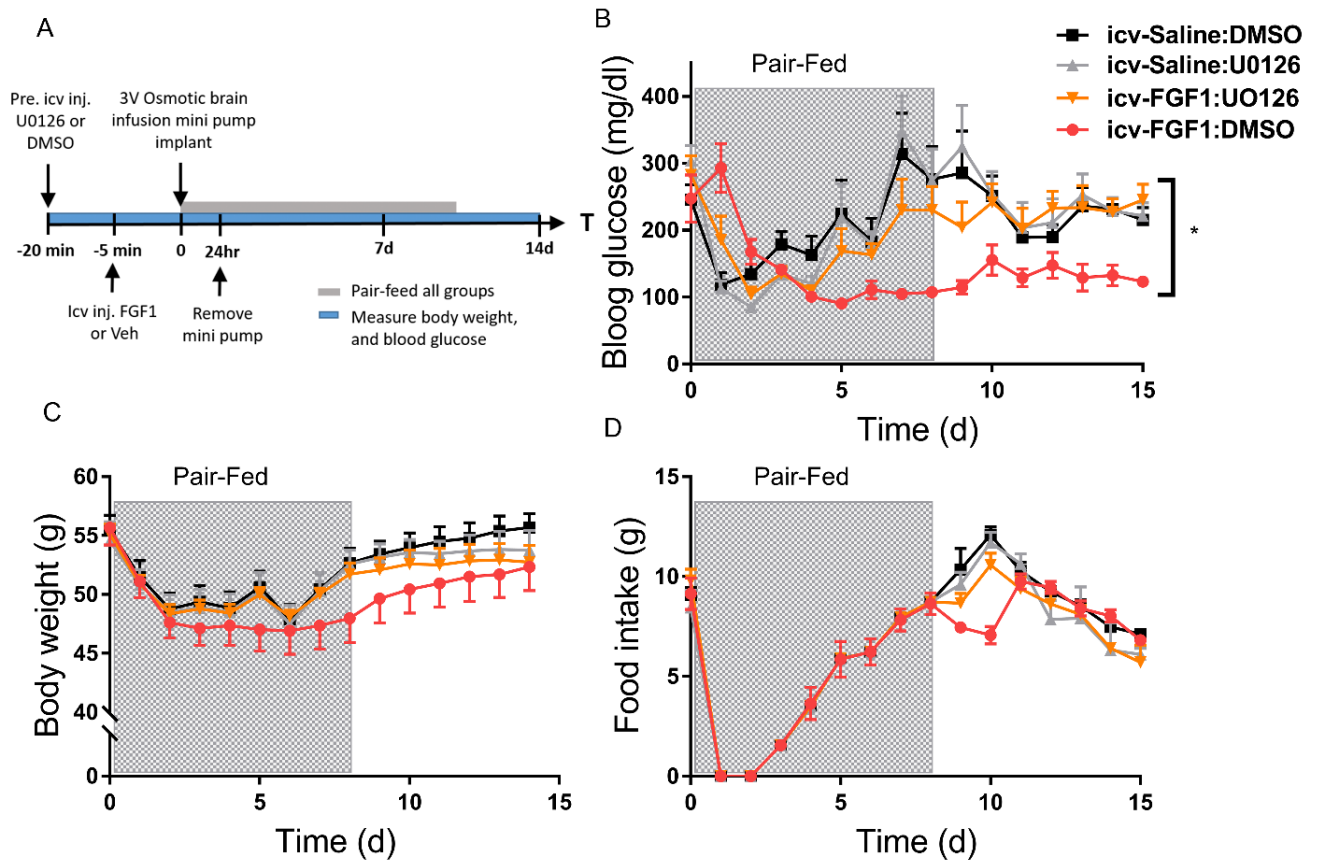 A
Pre. icv inj.
U0126 or
DMSO
3V Osmotic brain
infusion mini pump
implant
-20 min
-5 min
0
24hr
7d
14d
T
Icv inj. FGF1
or Veh
Remove
mini pump
Pair-feed all groups
Measure body weight,
and blood glucose
B
icv-Saline:DMSO
icv-Saline:U0126
icv-FGF1:UO126
icv-FGF1:DMSO
Pair-Fed
Bloog glucose (mg/dl)
400
300
200
100
0
0
5
10
15
Time (d)
*
C
Pair-Fed
Body weight (g)
60
55
50
45
40
0
0
5
10
15
Time (d)
D
Pair-Fed
Food intake (g)
15
10
5
0
0
5
10
15
Time (d)